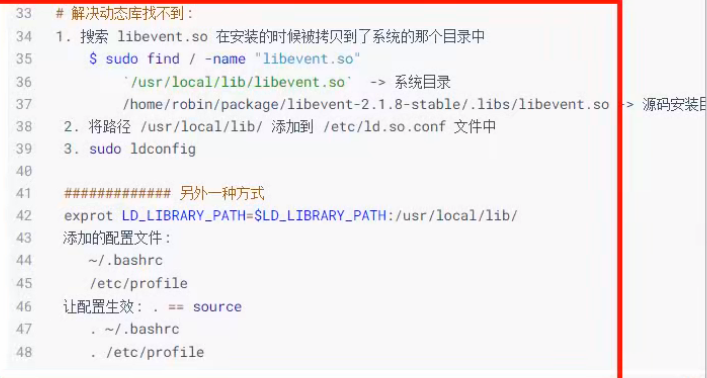 33 # 解决动态库找不到：
34 1. 搜索 libevent.so 在安装的时候被拷贝到了系统的那个目录中
35 $ sudo find / -name "libevent.so"
36 `/usr/local/lib/libevent.so` -> 系统目录
37 /home/robin/package/libevent-2.1.8-stable/.libs/libevent.so -> 源码安装目
38 2. 将路径 /usr/local/lib/ 添加到 /etc/ld.so.conf 文件中
39 3. sudo ldconfig
40
41 ############# 另外一种方式
42 exprot LD_LIBRARY_PATH=$LD_LIBRARY_PATH:/usr/local/lib/
43 添加的配置文件：
44 ~/.bashrc
45 /etc/profile
46 让配置生效: . == source
47 . ~/.bashrc
48 . /etc/profile